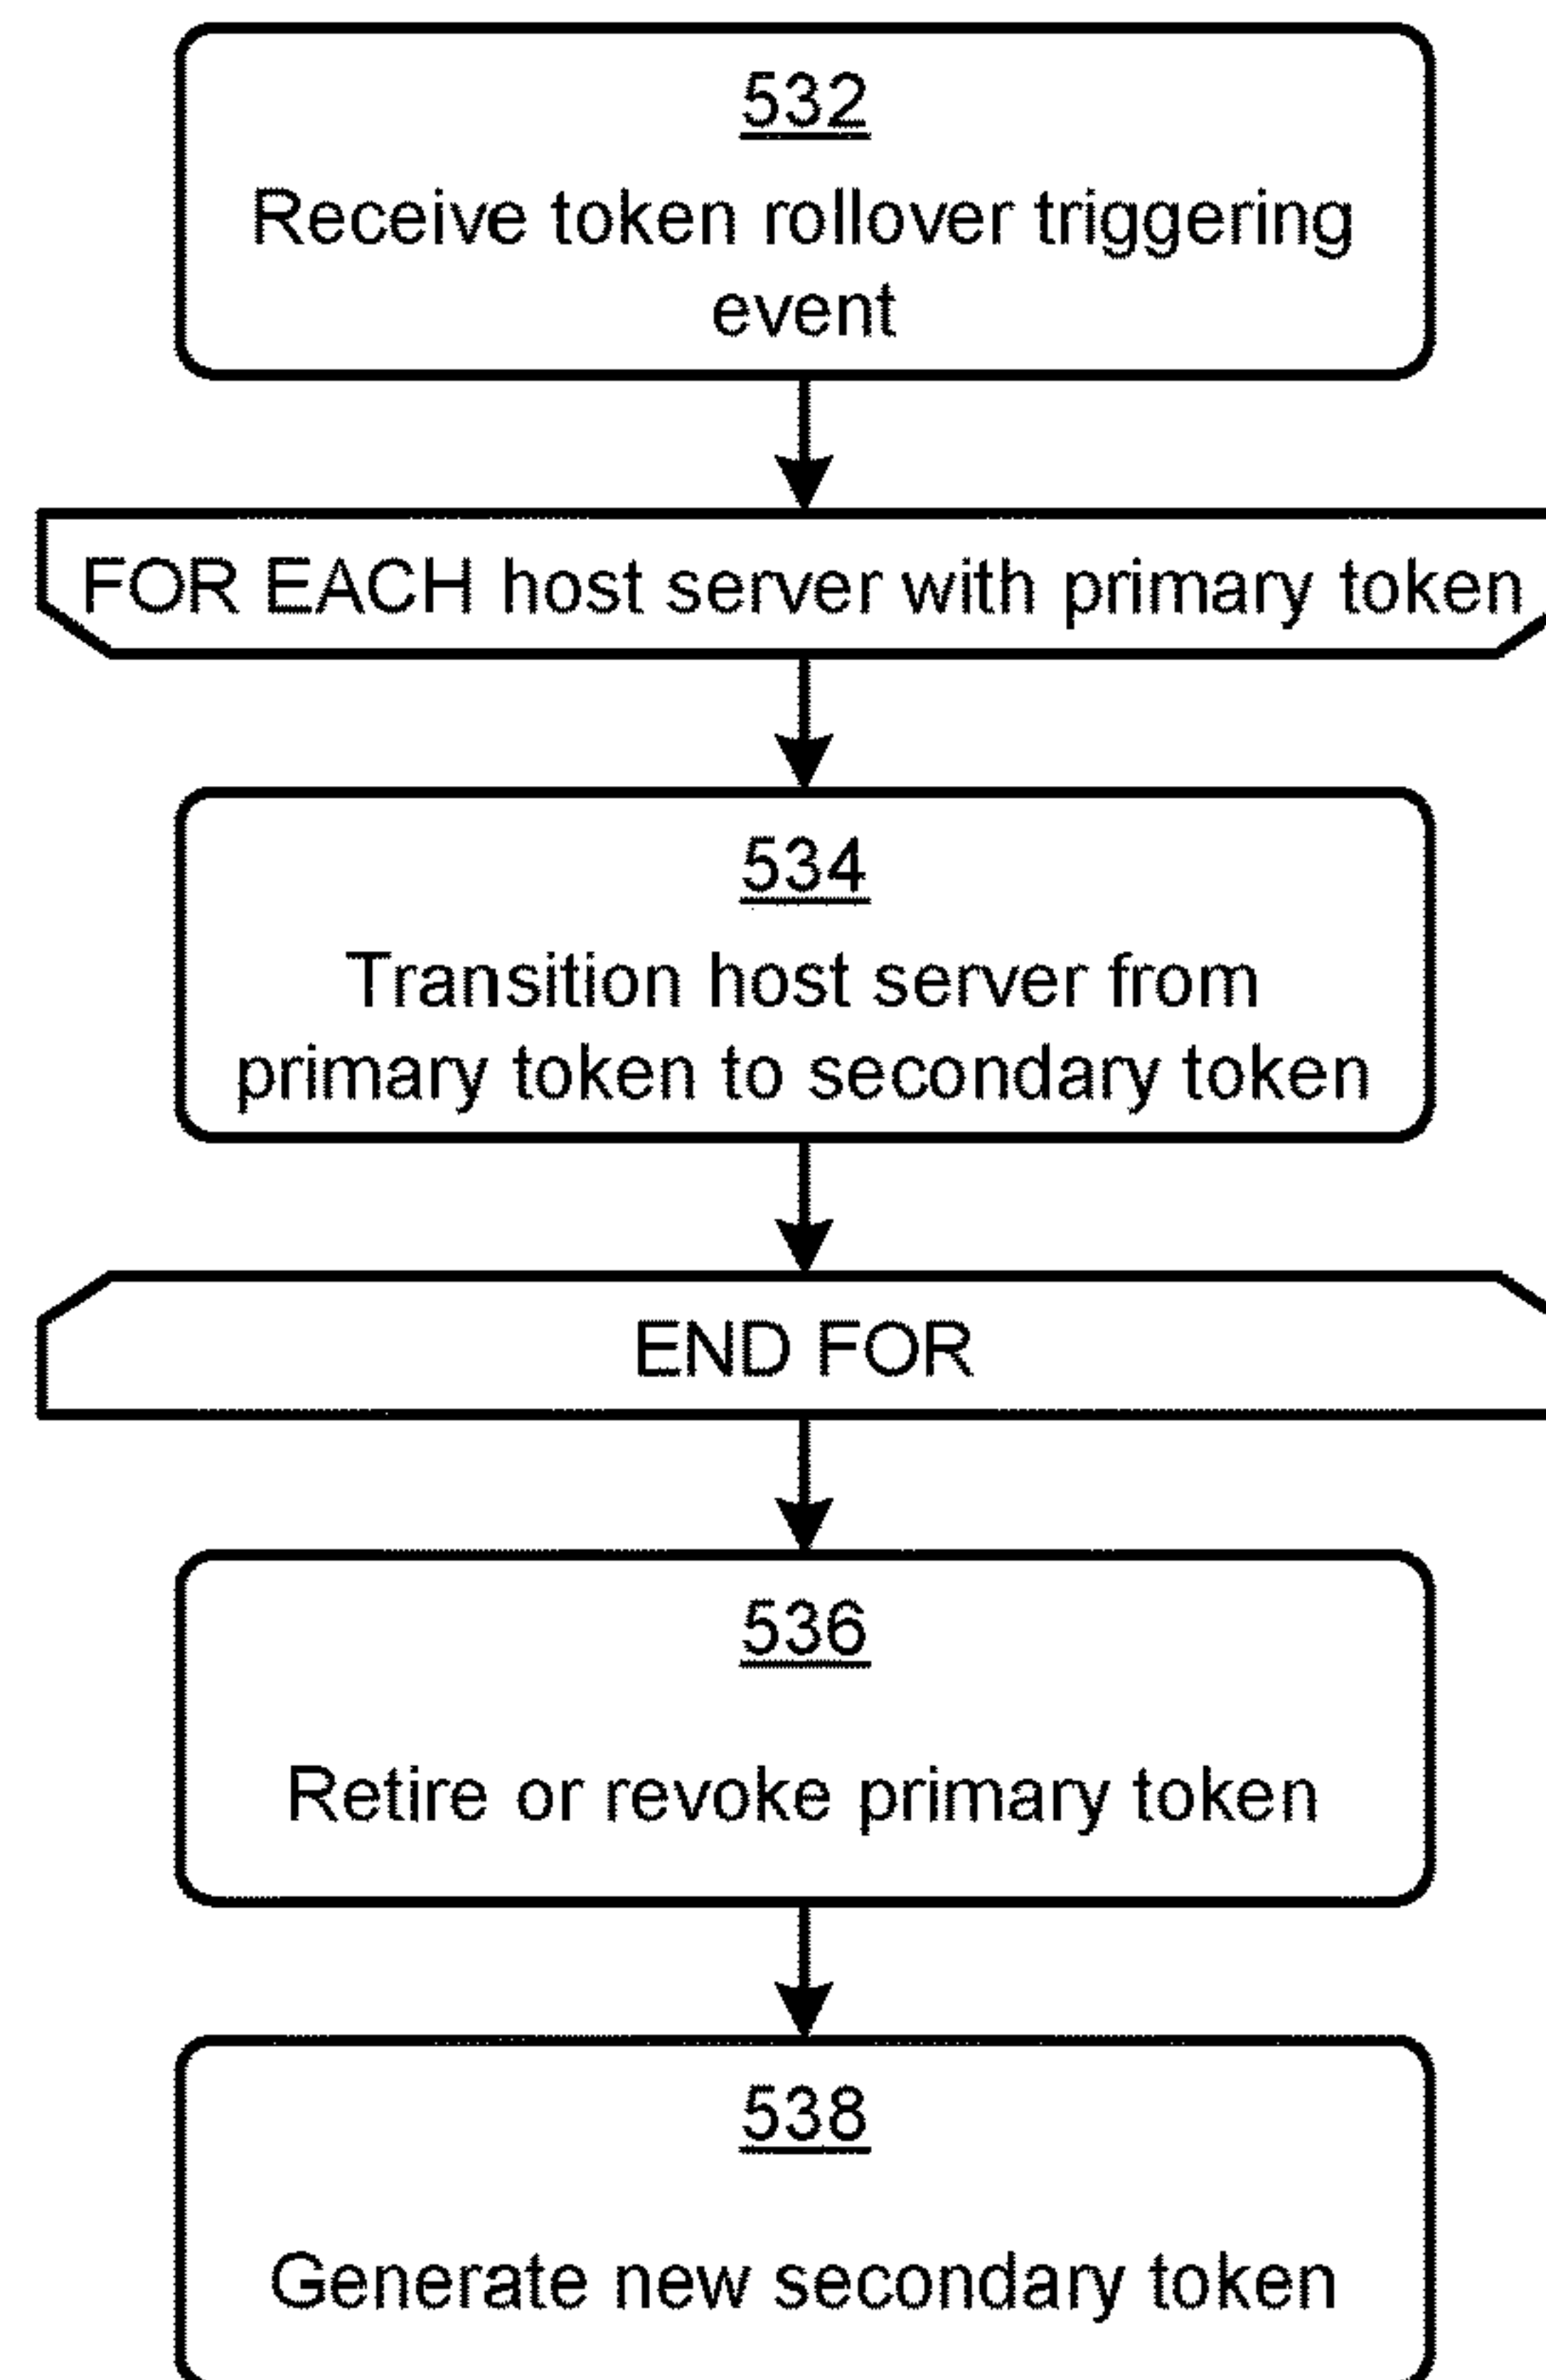 532
Receive token rollover triggering
event
FOR EACH host server with primary token
534
Transition host server from
primary token to secondary token
END FOR
536
Retire or revoke primary token
538
Generate new secondary token